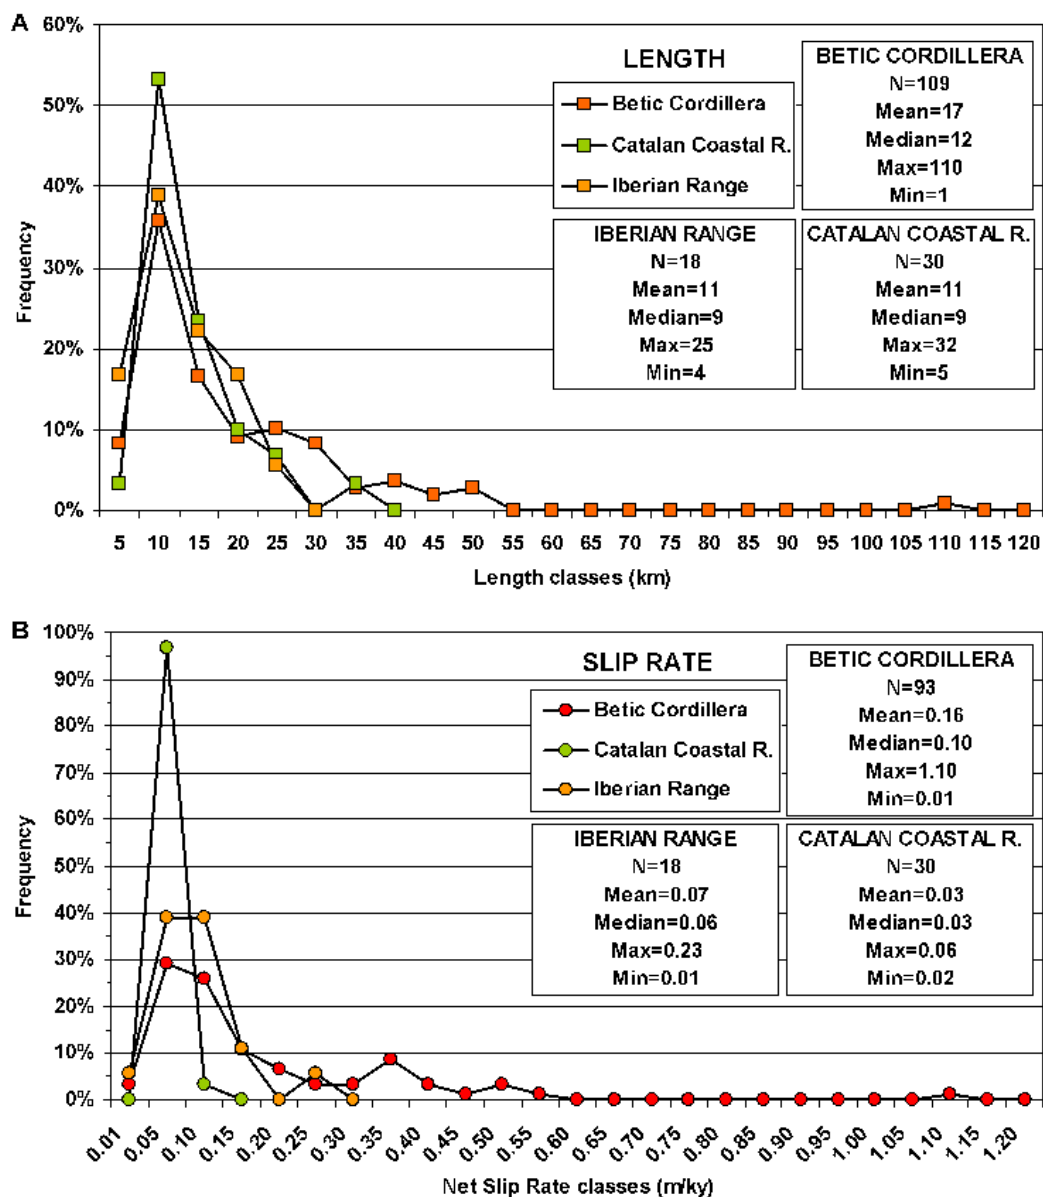 A
60%
50%
40%
30%
20%
10%
0%
Frequency
LENGTH
Betic Cordillera
Catalan Coastal R.
Iberian Range
BETIC CORDILLERA
N=109
Mean=17
Median=12
Max=110
Min=1
IBERIAN RANGE
N=18
Mean=11
Median=9
Max=25
Min=4
CATALAN COASTAL R.
N=30
Mean=11
Median=9
Max=32
Min=5
5 10 15 20 25 30 35 40 45 50 55 60 65 70 75 80 85 90 95 100 105 110 115 120
Length classes (km)
B
100%
90%
80%
70%
60%
50%
40%
30%
20%
10%
0%
Frequency
SLIP RATE
Betic Cordillera
Catalan Coastal R.
Iberian Range
BETIC CORDILLERA
N=93
Mean=0.16
Median=0.10
Max=1.10
Min=0.01
IBERIAN RANGE
N=18
Mean=0.07
Median=0.06
Max=0.23
Min=0.01
CATALAN COASTAL R.
N=30
Mean=0.03
Median=0.03
Max=0.06
Min=0.02
0.01 0.05 0.10 0.15 0.20 0.25 0.30 0.35 0.40 0.45 0.50 0.55 0.60 0.65 0.70 0.75 0.80 0.85 0.90 0.95 1.00 1.05 1.10 1.15 1.20
Net Slip Rate classes (m/ky)